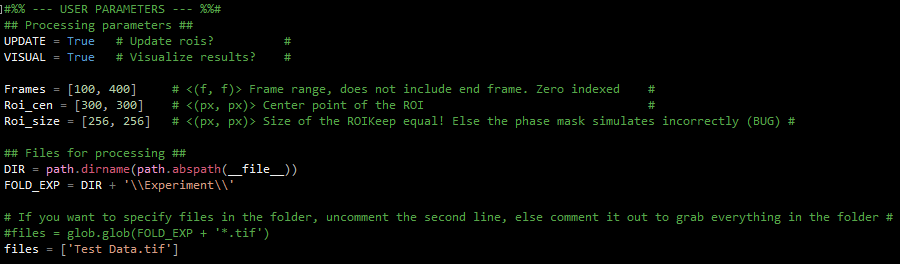 #%% --- USER PARAMETERS --- %%#
## Processing parameters ##
UPDATE = True   # Update rois?          #
VISUAL = True   # Visualize results?    #

Frames = [100, 400]     # <(f, f)> Frame range, does not include end frame. Zero indexed    #
Roi_cen = [300, 300]    # <(px, px)> Center point of the ROI                                #
Roi_size = [256, 256]   # <(px, px)> Size of the ROIKeep equal! Else the phase mask simulates incorrectly (BUG) #

## Files for processing ##
DIR = path.dirname(path.abspath(__file__))
FOLD_EXP = DIR + '\\Experiment\\'

# If you want to specify files in the folder, uncomment the second line, else comment it out to grab everything in the folder #
#files = glob.glob(FOLD_EXP + '*.tif')
files = ['Test Data.tif']